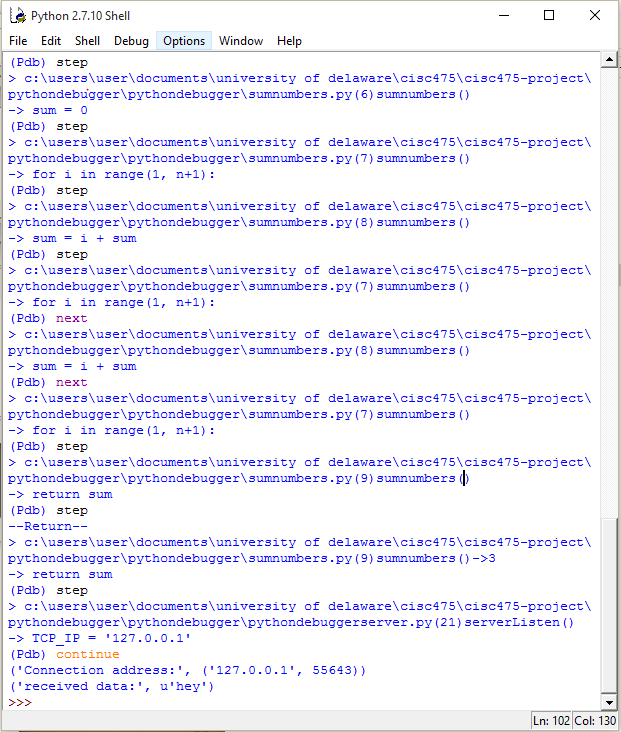 Python 2.7.10 Shell
File Edit Shell Debug Options Window Help
(Pdb) step
> c:\users\user\documents\university of delaware\cisc475\cisc475-project\
pythondebugger\pythondebugger\sumnumbers.py(6)sumnumbers()
-> sum = 0
(Pdb) step
> c:\users\user\documents\university of delaware\cisc475\cisc475-project\
pythondebugger\pythondebugger\sumnumbers.py(7)sumnumbers()
-> for i in range(1, n+1):
(Pdb) step
> c:\users\user\documents\university of delaware\cisc475\cisc475-project\
pythondebugger\pythondebugger\sumnumbers.py(8)sumnumbers()
-> sum = i + sum
(Pdb) step
> c:\users\user\documents\university of delaware\cisc475\cisc475-project\
pythondebugger\pythondebugger\sumnumbers.py(7)sumnumbers()
-> for i in range(1, n+1):
(Pdb) next
> c:\users\user\documents\university of delaware\cisc475\cisc475-project\
pythondebugger\pythondebugger\sumnumbers.py(8)sumnumbers()
-> sum = i + sum
(Pdb) next
> c:\users\user\documents\university of delaware\cisc475\cisc475-project\
pythondebugger\pythondebugger\sumnumbers.py(7)sumnumbers()
-> for i in range(1, n+1):
(Pdb) step
> c:\users\user\documents\university of delaware\cisc475\cisc475-project\
pythondebugger\pythondebugger\sumnumbers.py(9)sumnumbers()
-> return sum
(Pdb) step
--Return--
> c:\users\user\documents\university of delaware\cisc475\cisc475-project\
pythondebugger\pythondebugger\sumnumbers.py(9)sumnumbers()->3
-> return sum
(Pdb) step
> c:\users\user\documents\university of delaware\cisc475\cisc475-project\
pythondebugger\pythondebugger\pythondebuggerserver.py(21)serverListen()
-> TCP_IP = '127.0.0.1'
(Pdb) continue
('Connection address:', ('127.0.0.1', 55643))
('received data:', u'hey')
>>>
Ln: 102 Col: 130